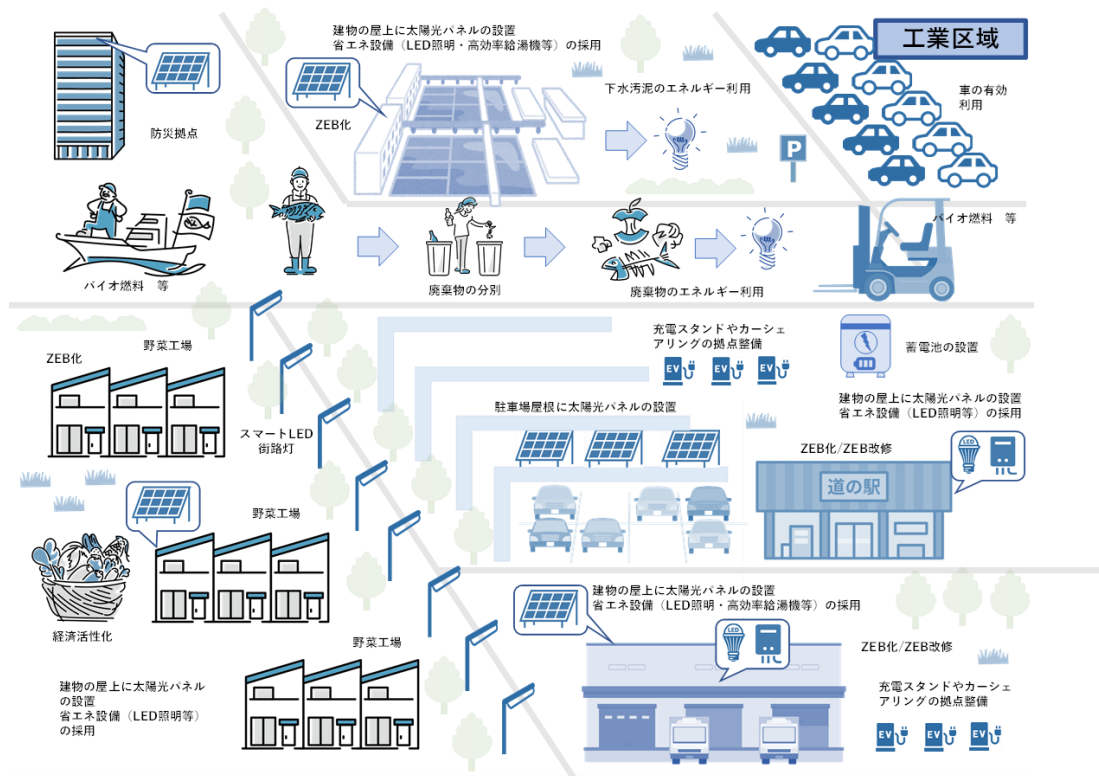 建物の屋上に太陽光パネルの設置
省エネ設備（LED照明・高効率給湯機等）の採用
工業区域
防災拠点
ZEB化
下水汚泥のエネルギー利用
車の有効
利用
P
バイオ燃料　等
廃棄物の分別
廃棄物のエネルギー利用
バイオ燃料　等
ZEB化
野菜工場
スマートLED
街路灯
充電スタンドやカーシェ
アリングの拠点整備
EV
EV
EV
蓄電池の設置
駐車場屋根に太陽光パネルの設置
建物の屋上に太陽光パネルの設置
省エネ設備（LED照明等）の採用
ZEB化/ZEB改修
LED
道の駅
野菜工場
経済活性化
野菜工場
建物の屋上に太陽光パネル
の設置
省エネ設備（LED照明等）
の採用
建物の屋上に太陽光パネルの設置
省エネ設備（LED照明・高効率給湯機等）の採用
LED
ZEB化/ZEB改修
充電スタンドやカーシェ
アリングの拠点整備
EV
EV
EV